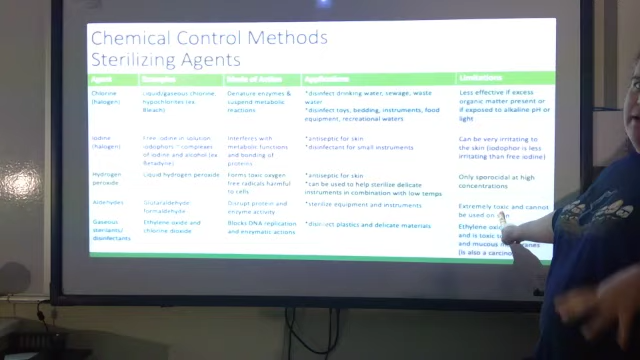 Chemical Control Methods
Sterilizing Agents
Agent Examples Mode of Action Applications Limitations
Chlorine (halogen)
Liquid/gaseous chlorine, hypochlorites (ex Bleach)
Denature enzymes & suspend metabolic reactions
*disinfect drinking water, sewage, waste water
*disinfect toys, bedding, instruments, food equipment, recreational waters
Less effective if excess organic matter present or if exposed to alkaline pH or light
Iodine (halogen)
Free iodine in solution, iodophors complexes of iodine and alcohol (ex Betadyne)
Interferes with metabolic functions and bonding of proteins
*antiseptic for skin
*disinfectant for small instruments
Can be very irritating to the skin (iodophor is less irritating than free iodine)
Hydrogen peroxide
Liquid hydrogen peroxide
Forms toxic oxygen free radicals harmful to cells
*antiseptic for skin
*can be used to help sterilize delicate instruments in combination with low temps
Only sporocidal at high concentrations
Aldehydes
Glutaraldehyde, formaldehyde
Disrupt protein and enzyme activity
*sterilize equipment and instruments
Extremely toxic and cannot be used on skin
Gaseous sterilants/ disinfectants
Ethylene oxide and chlorine dioxide
Blocks DNA replication and enzymatic actions
*disinfect plastics and delicate materials
Ethylene
and is toxic
and mucous
(is also a